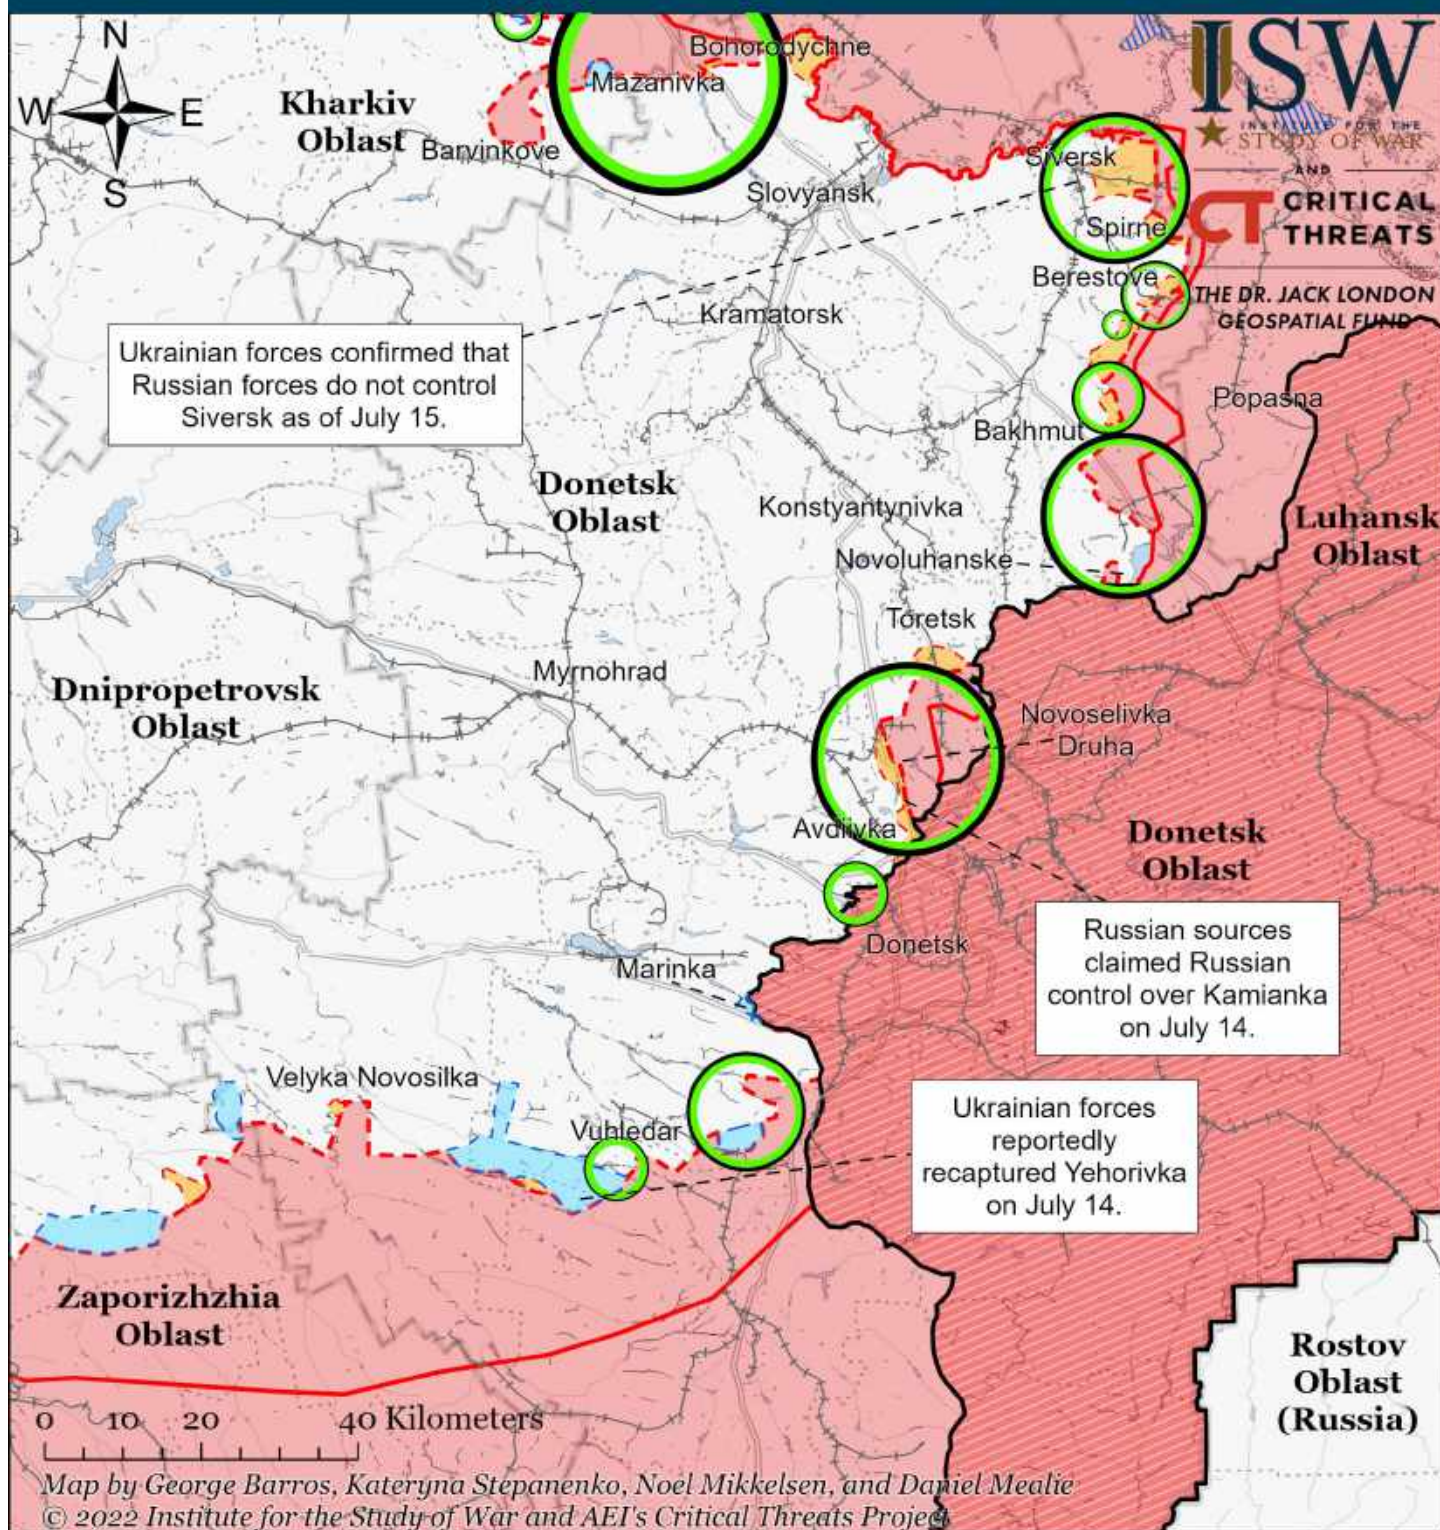 N
W
E
S
Kharkiv
Oblast
Barvinkove
Bohorodychne
Mazanivka
Slovyansk
Siversk
Spirne
Berestove
ISW
INSTITUTE FOR THE
STUDY OF WAR
AND
CT CRITICAL
THREATS
THE DR. JACK LONDON
GEOSPATIAL FUND
Kramatorsk
Ukrainian forces confirmed that
Russian forces do not control
Siversk as of July 15.
Popasna
Bakhmut
Donetsk
Oblast
Konstyantynivka
Luhansk
Oblast
Novoluhanske
Toretsk
Myrnohrad
Dnipropetrovsk
Oblast
Novoselivka
Druha
Avdiivka
Donetsk
Oblast
Donetsk
Marinka
Russian sources
claimed Russian
control over Kamianka
on July 14.
Velyka Novosilka
Vuhledar
Ukrainian forces
reportedly
recaptured Yehorivka
on July 14.
Zaporizhzhia
Oblast
Rostov
Oblast
(Russia)
0 10 20 40 Kilometers
Map by George Barros, Kateryna Stepanenko, Noel Mikkelsen, and Daniel Mealie
© 2022 Institute for the Study of War and AEI's Critical Threats Project